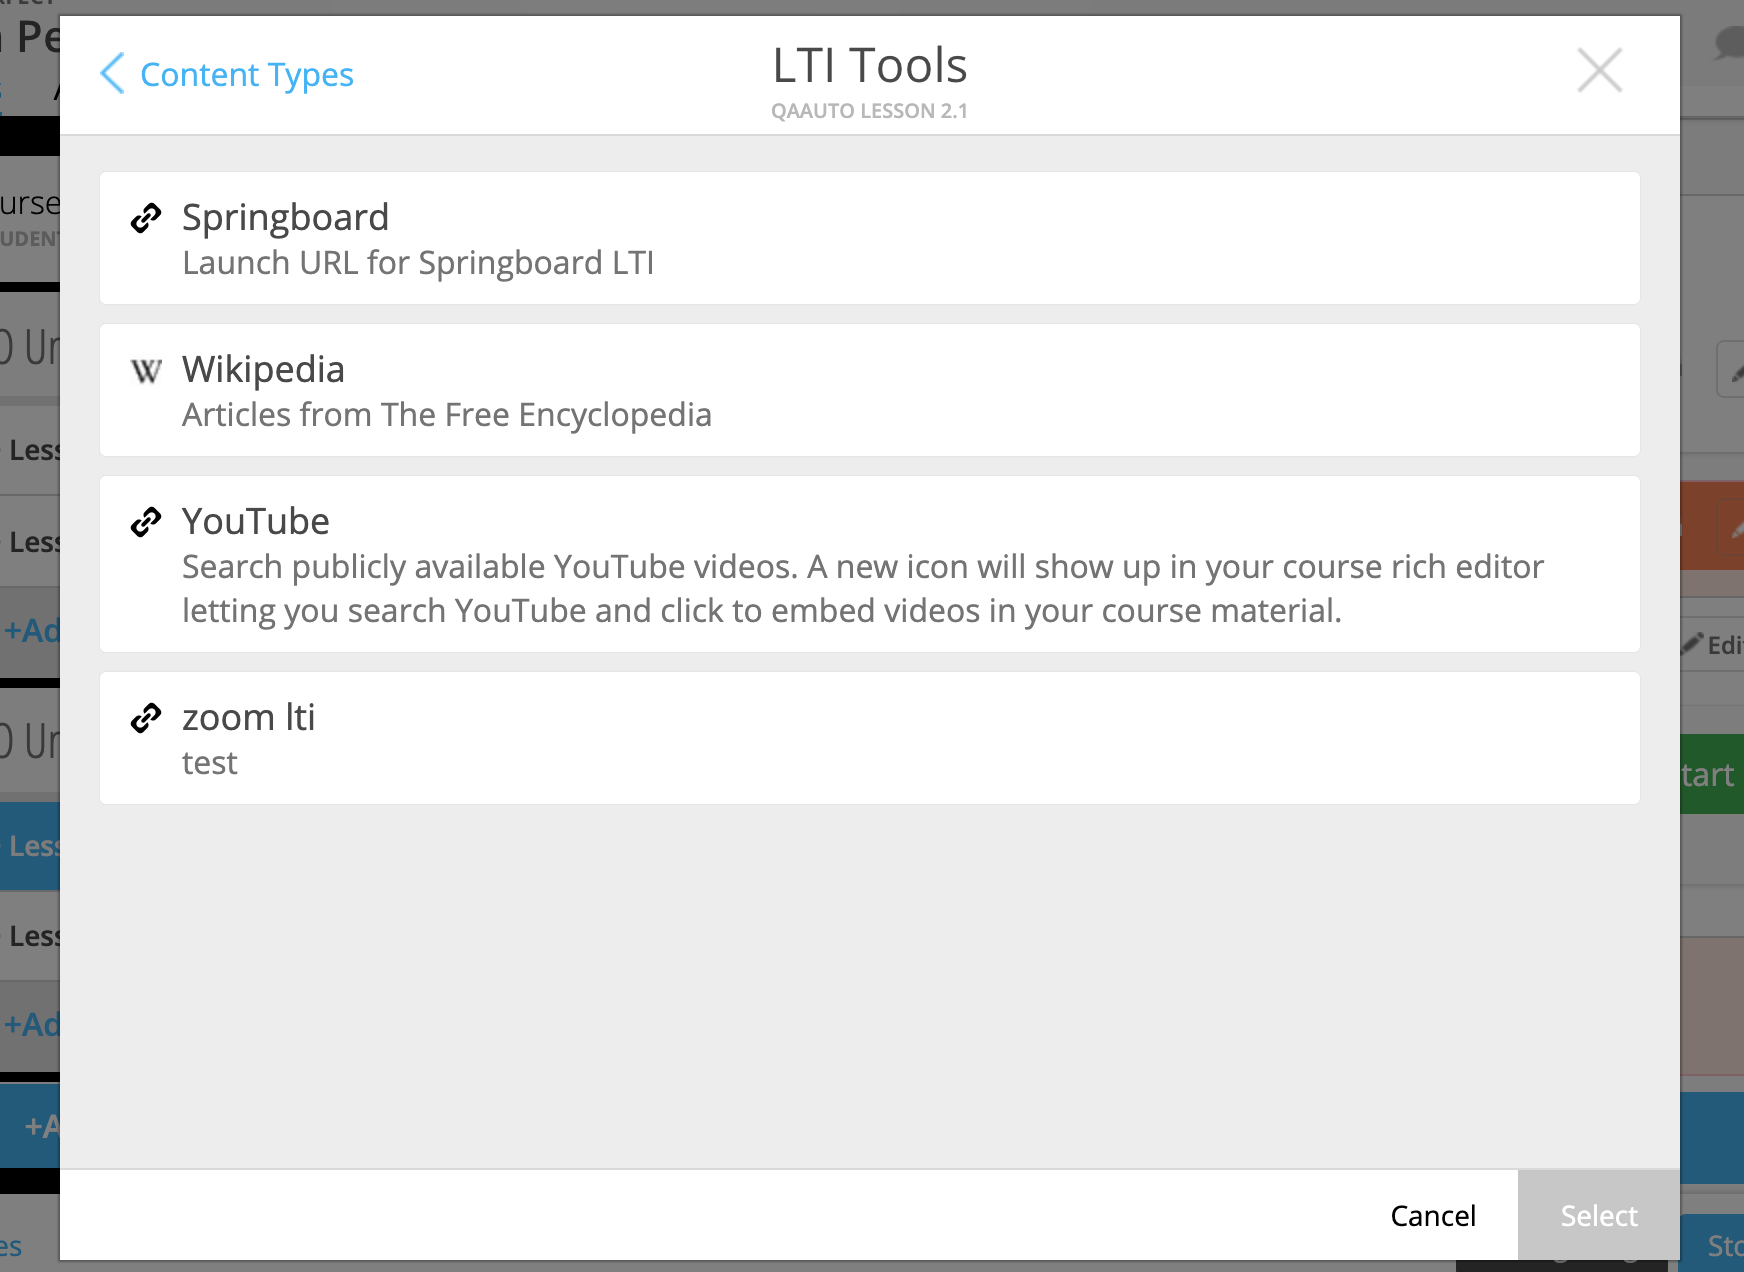 Content Types
LTI Tools
QAAUTO LESSON 2.1
Springboard
Launch URL for Springboard LTI
W Wikipedia
Articles from The Free Encyclopedia
YouTube
Search publicly available YouTube videos. A new icon will show up in your course rich editor
letting you search YouTube and click to embed videos in your course material.
zoom lti
test
Cancel
Select